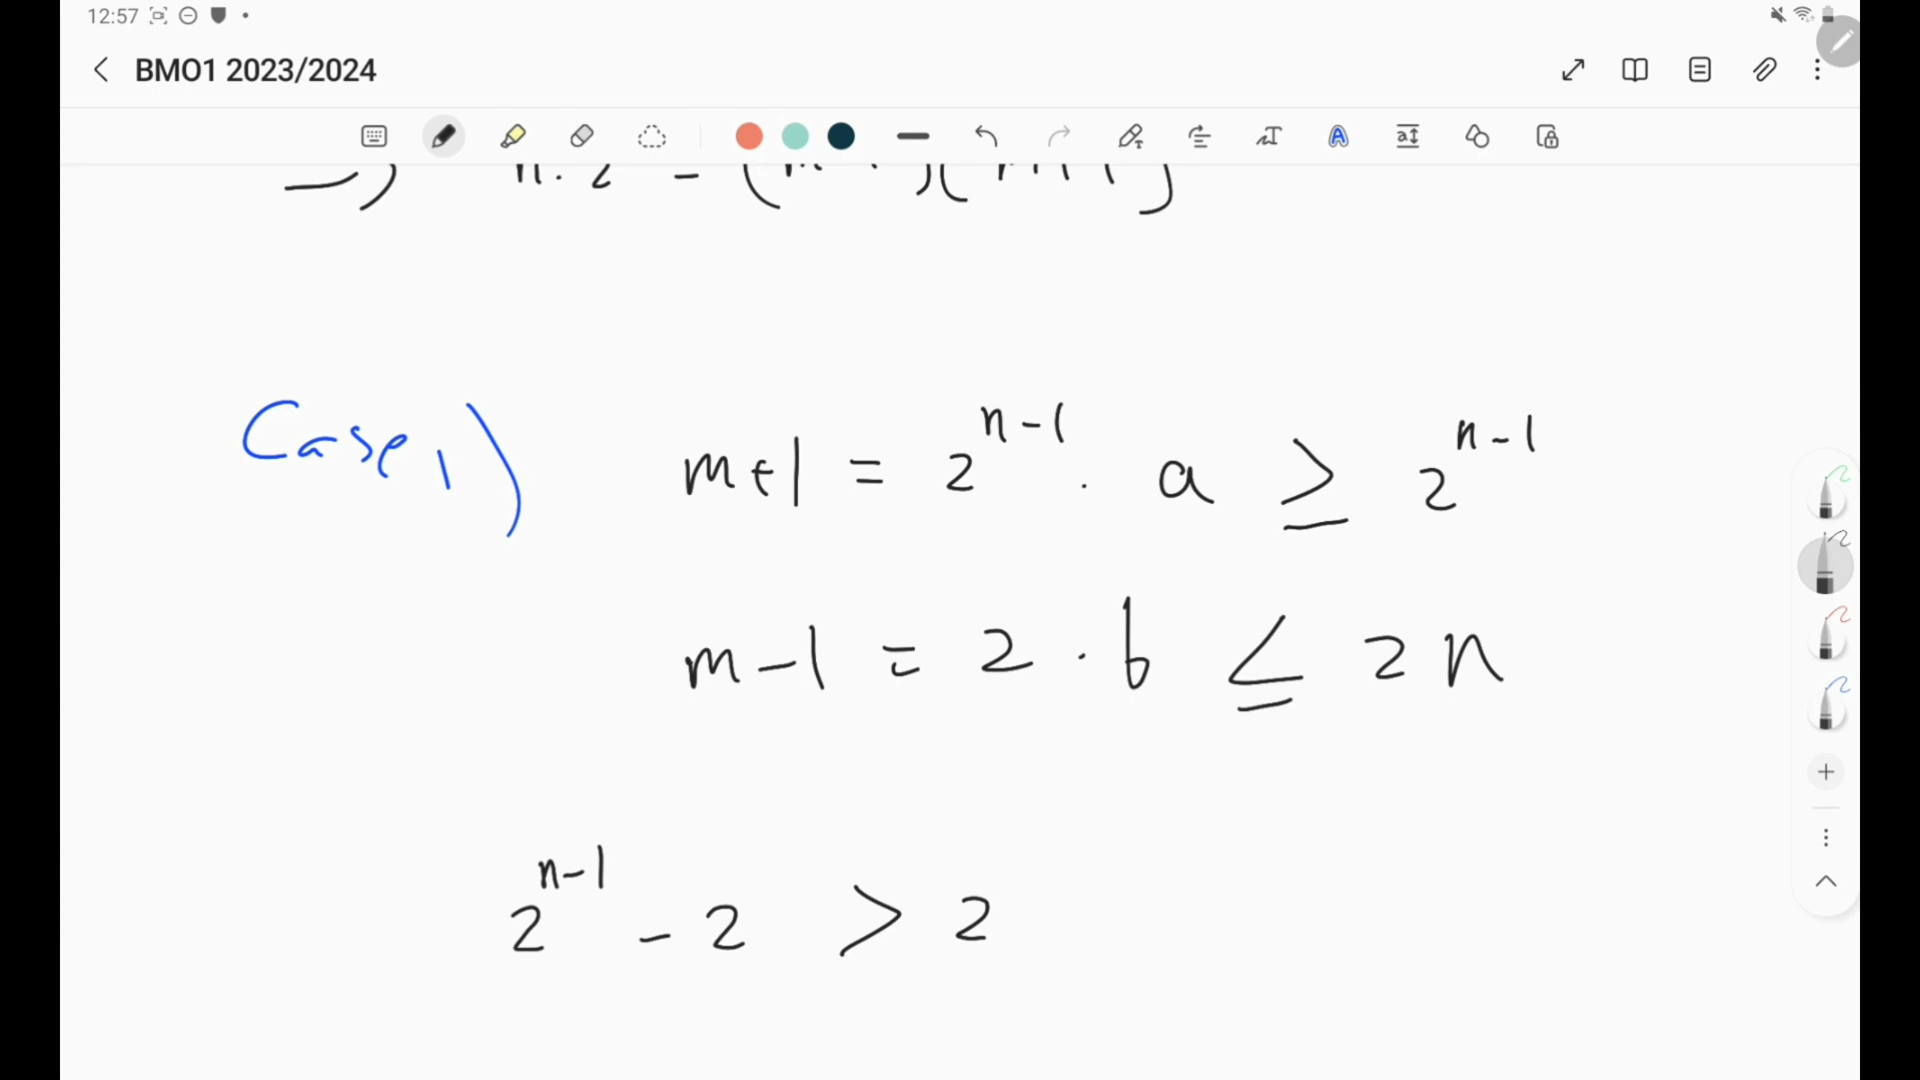 12:57
BMO1 2023/2024
Case 1) m+1 = 2^{n-1} · a ≥ 2^{n-1}
m-1 = 2 · b ≤ 2n
2^{n-1} - 2 > 2